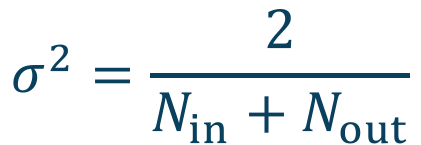 σ² = 2 / (N_in + N_out)